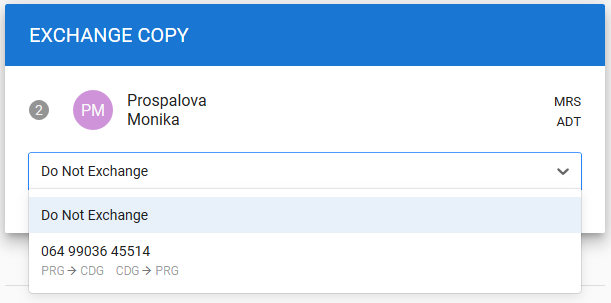 EXCHANGE COPY
2
PM
Prospalova
Monika
MRS
ADT
Do Not Exchange
Do Not Exchange
064 99036 45514
PRG → CDG CDG → PRG